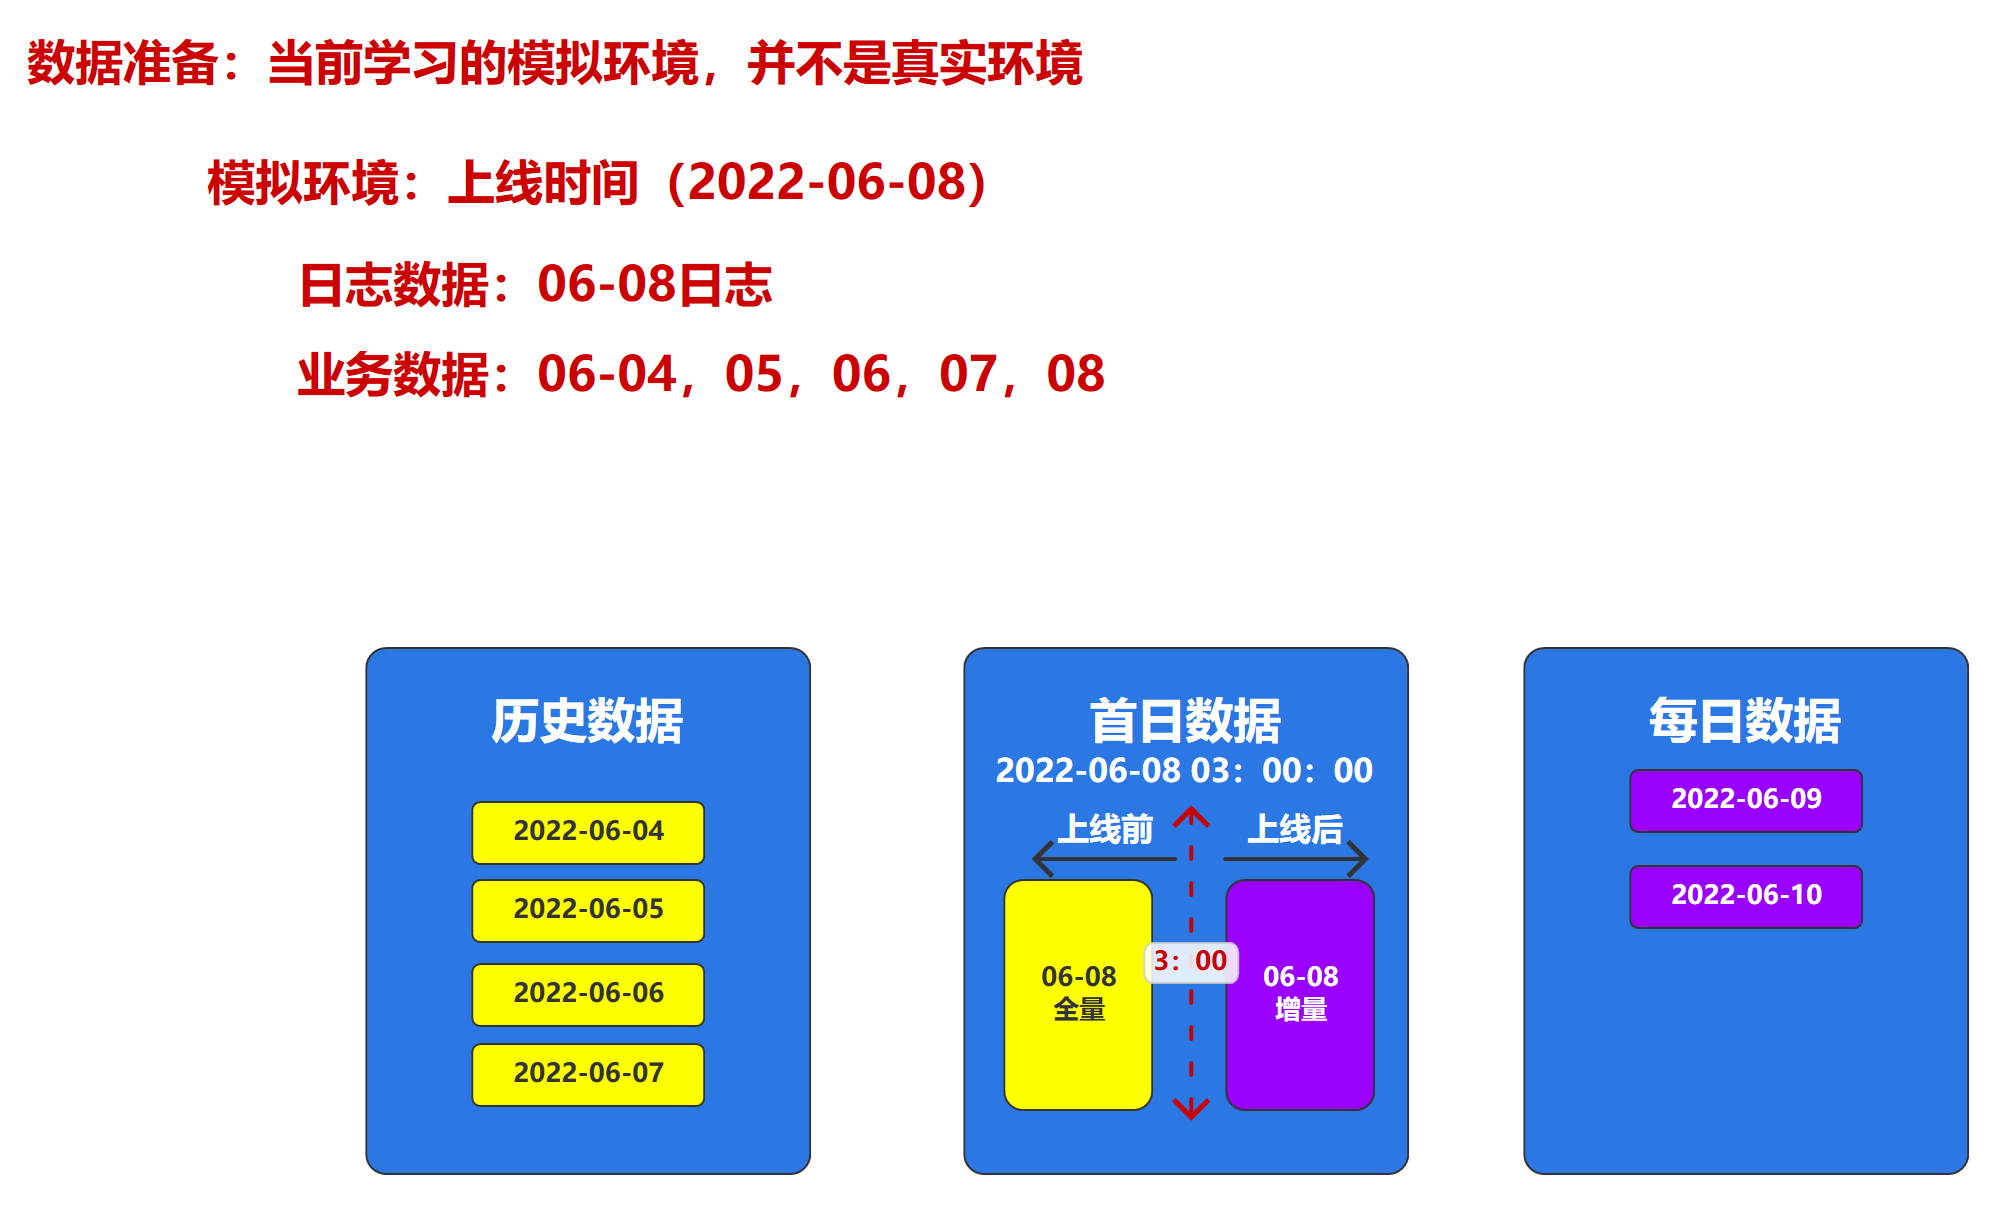 数据准备：当前学习的模拟环境，并不是真实环境
模拟环境：上线时间（2022-06-08）
日志数据：06-08日志
业务数据：06-04，05，06，07，08
历史数据
2022-06-04
2022-06-05
2022-06-06
2022-06-07
首日数据
2022-06-08 03：00：00
上线前
上线后
06-08
全量
3：00
06-08
增量
每日数据
2022-06-09
2022-06-10